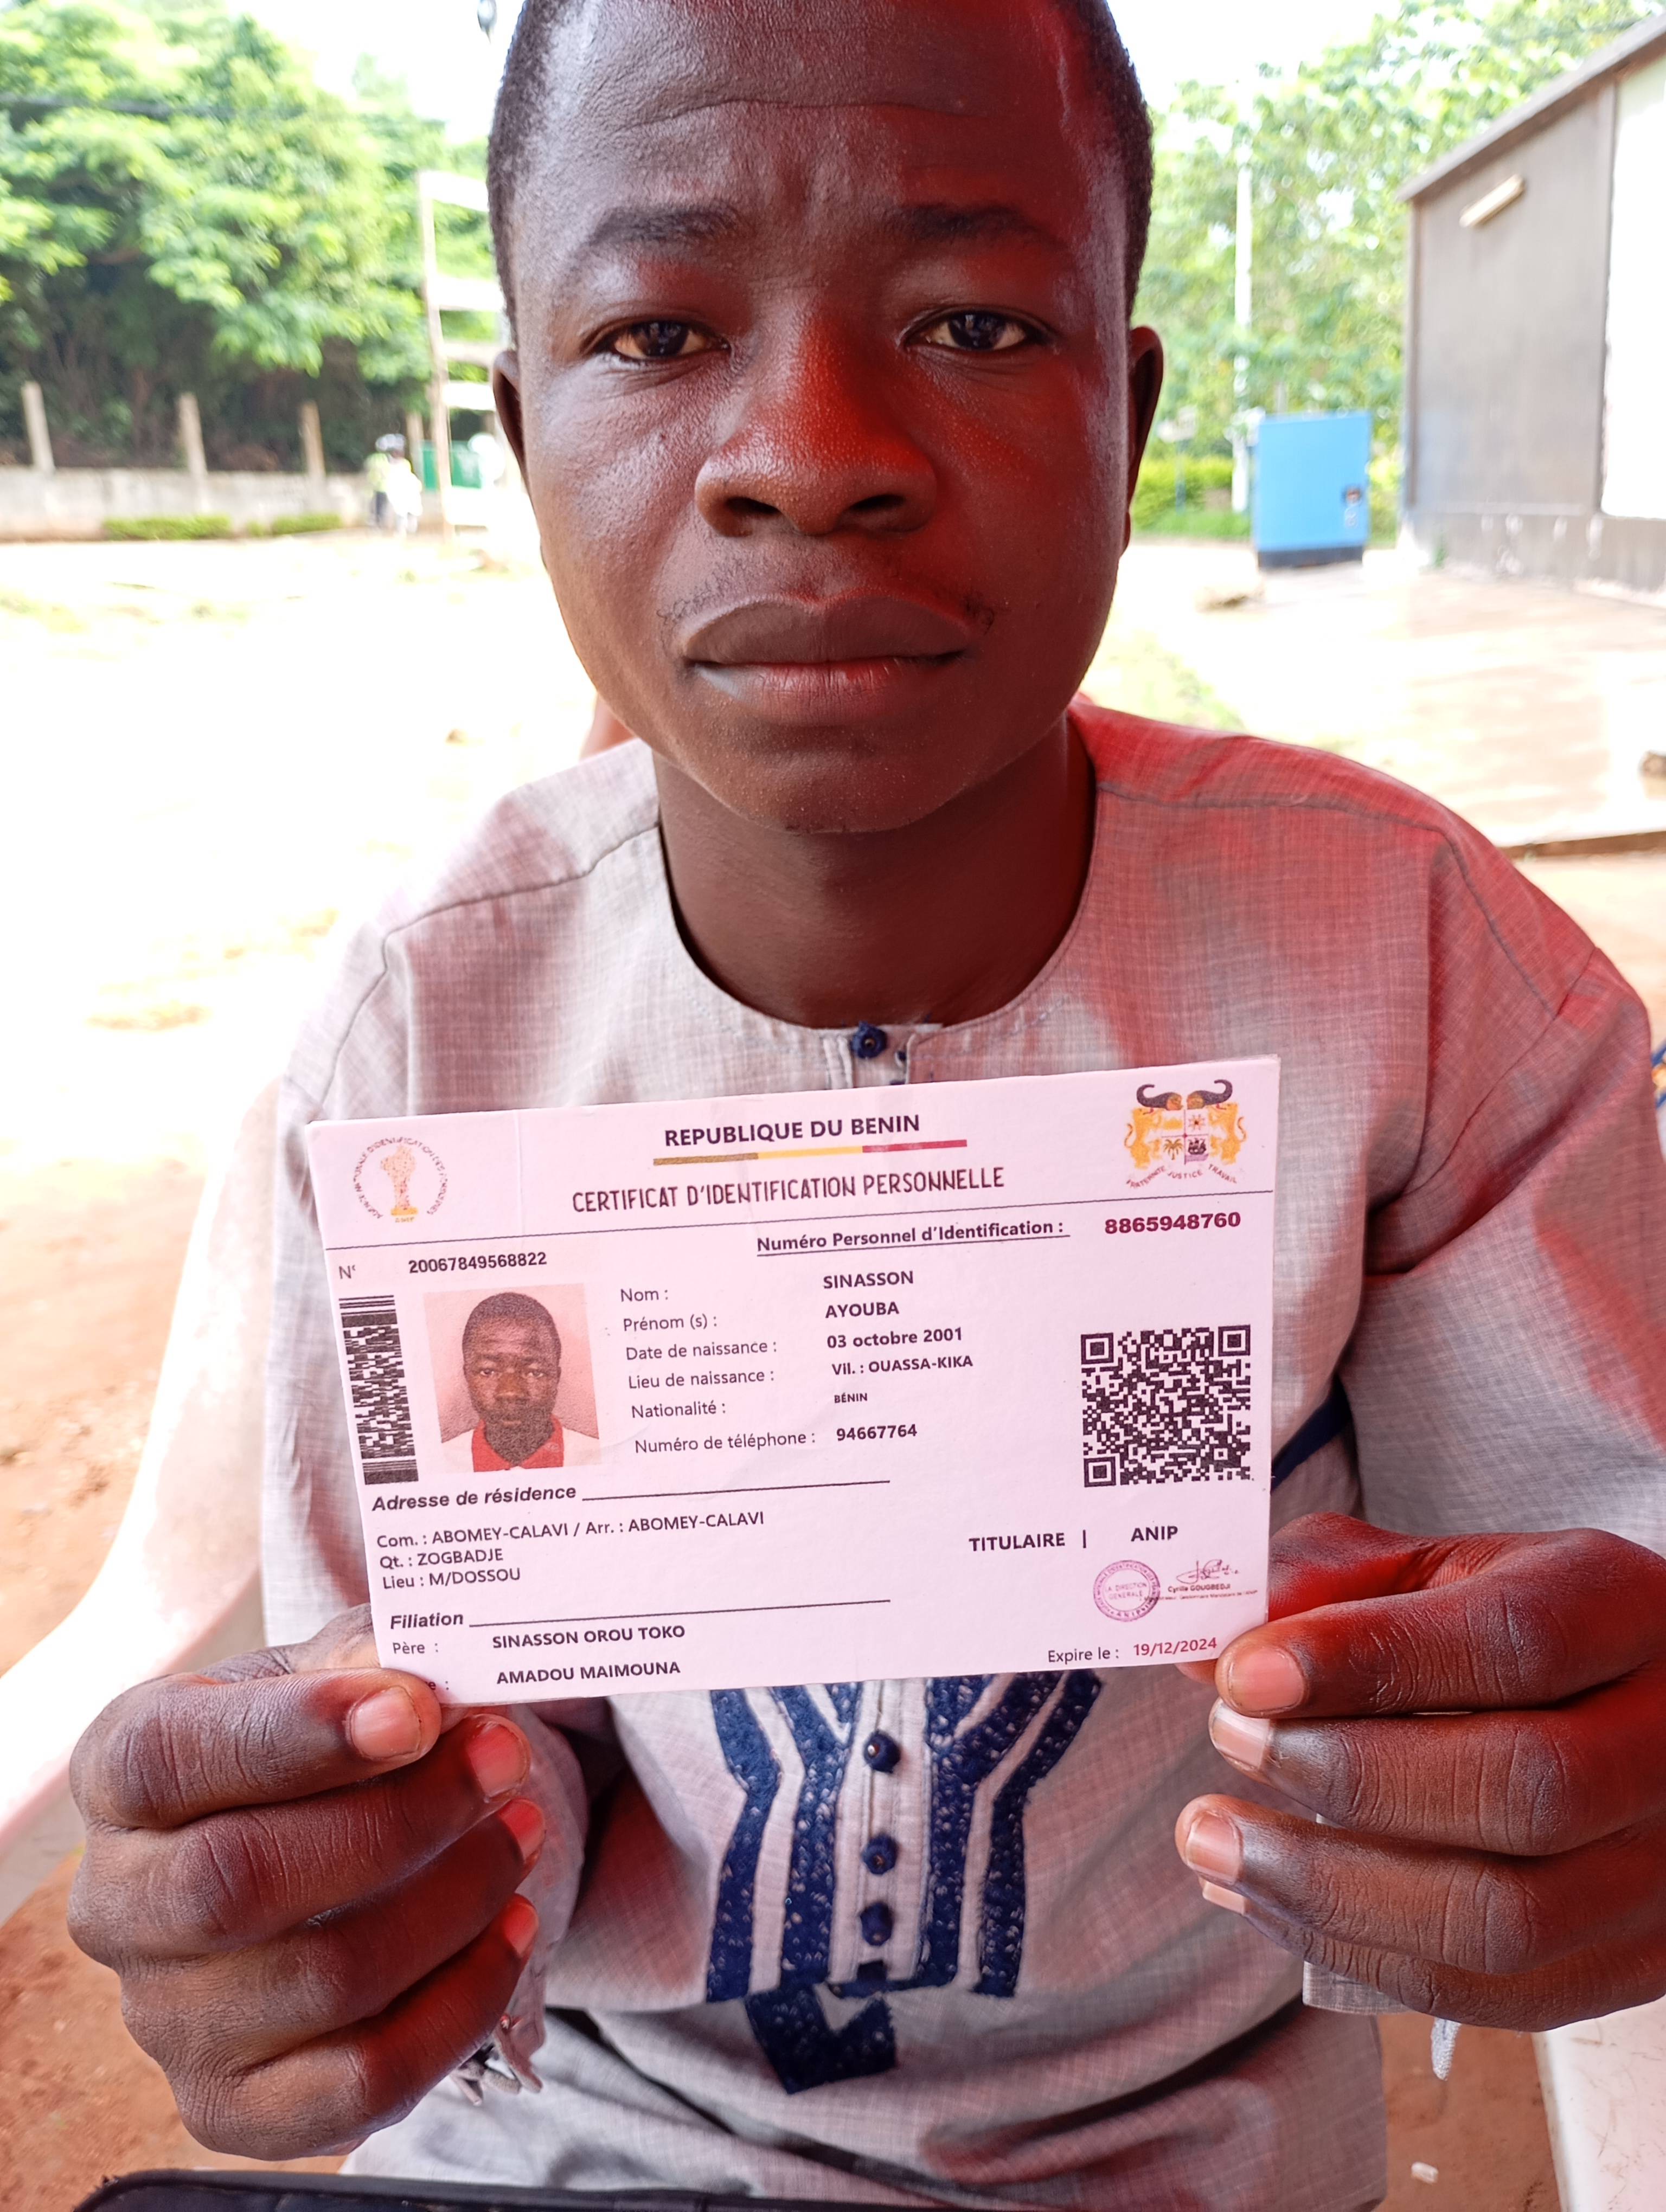 REPUBLIQUE DU BENIN
CERTIFICAT D'IDENTIFICATION PERSONNELLE
ANIP
FRATERNITE JUSTICE TRAVAIL
Numéro Personnel d'Identification : 8865948760
N° 20067849568822
Nom : SINASSON
Prénom (s) : AYOUBA
Date de naissance : 03 octobre 2001
Lieu de naissance : Vil. : OUASSA-KIKA
Nationalité : BÉNIN
Numéro de téléphone : 94667764
Adresse de résidence
Com. : ABOMEY-CALAVI / Arr. : ABOMEY-CALAVI
Qt. : ZOGBADJE
Lieu : M/DOSSOU
TITULAIRE | ANIP
LA DIRECTION
GENERALE
Cyrille GOUGBEDJI
Filiation
Père : SINASSON OROU TOKO
e : AMADOU MAIMOUNA
Expire le : 19/12/2024